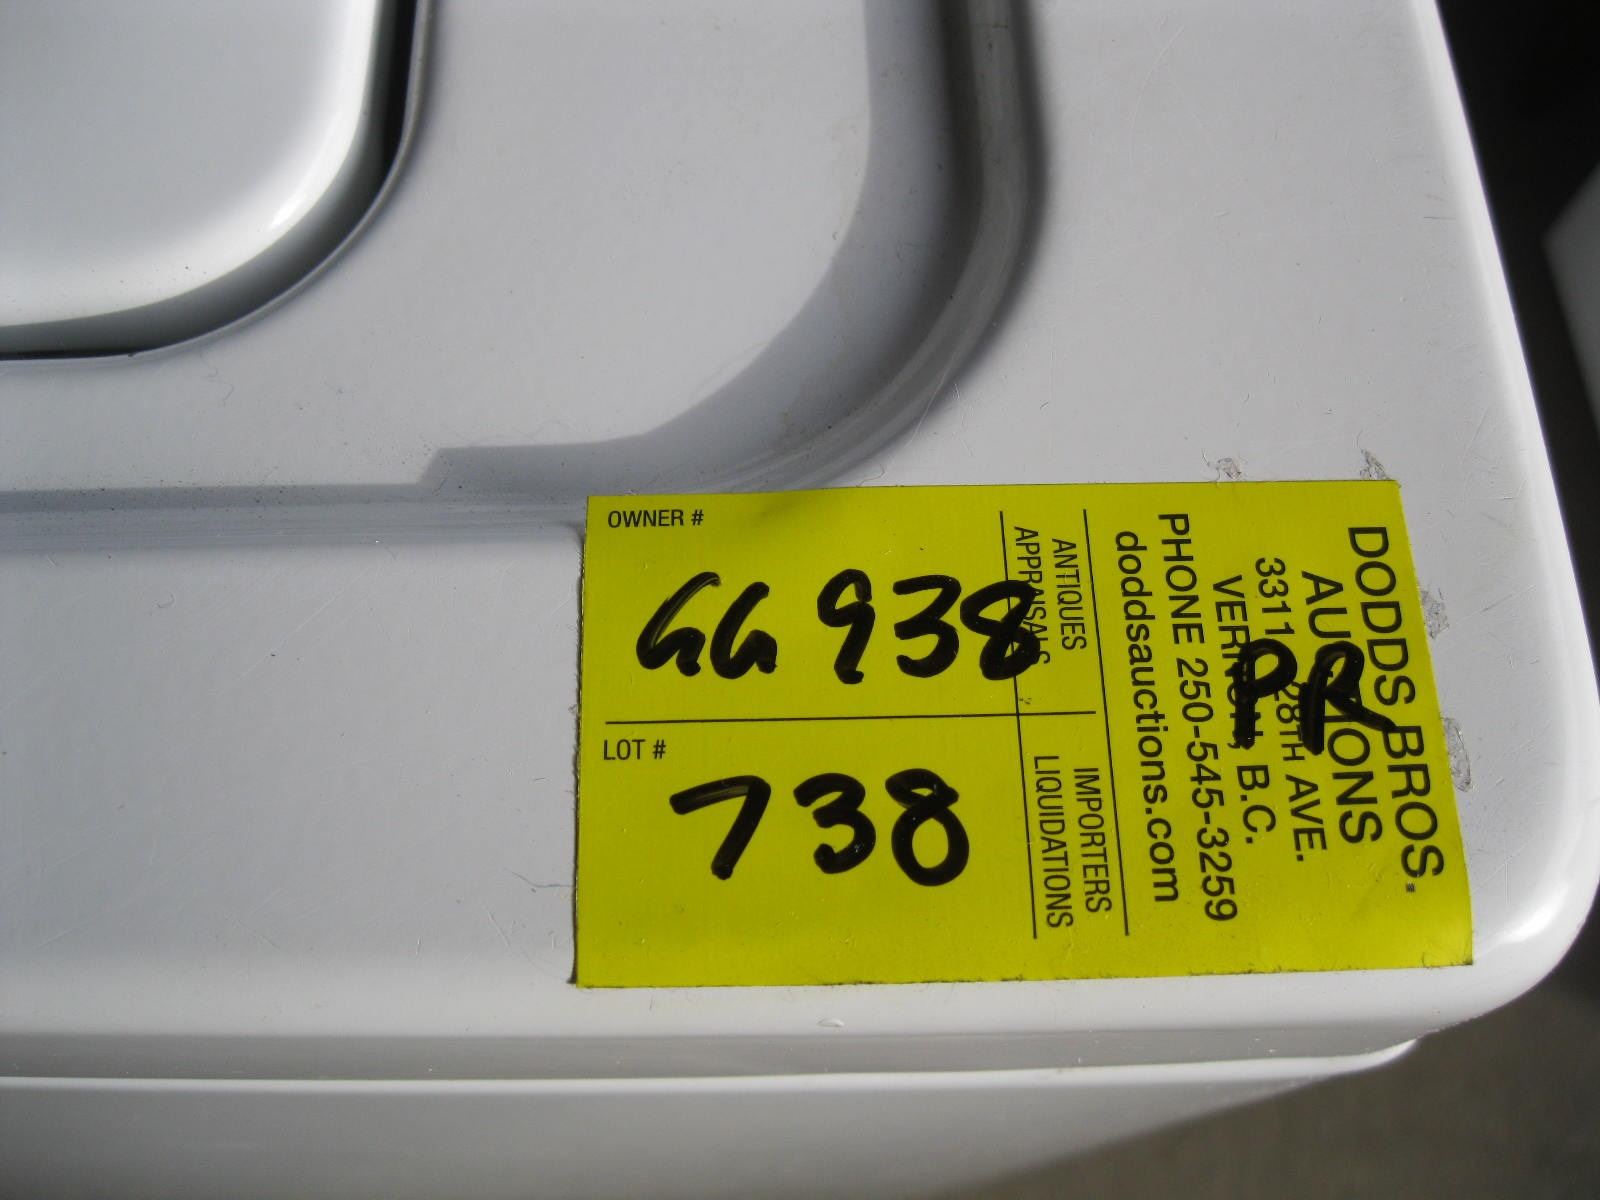 OWNER #
GG 938
LOT #
738
ANTIQUES
APPRAISALS
IMPORTERS
LIQUIDATIONS
DODDS BROS.
AUCTIONS
3311 - 28TH AVE.
VERNON, B.C.
PHONE 250-545-3259
doddsauctions.com
PR